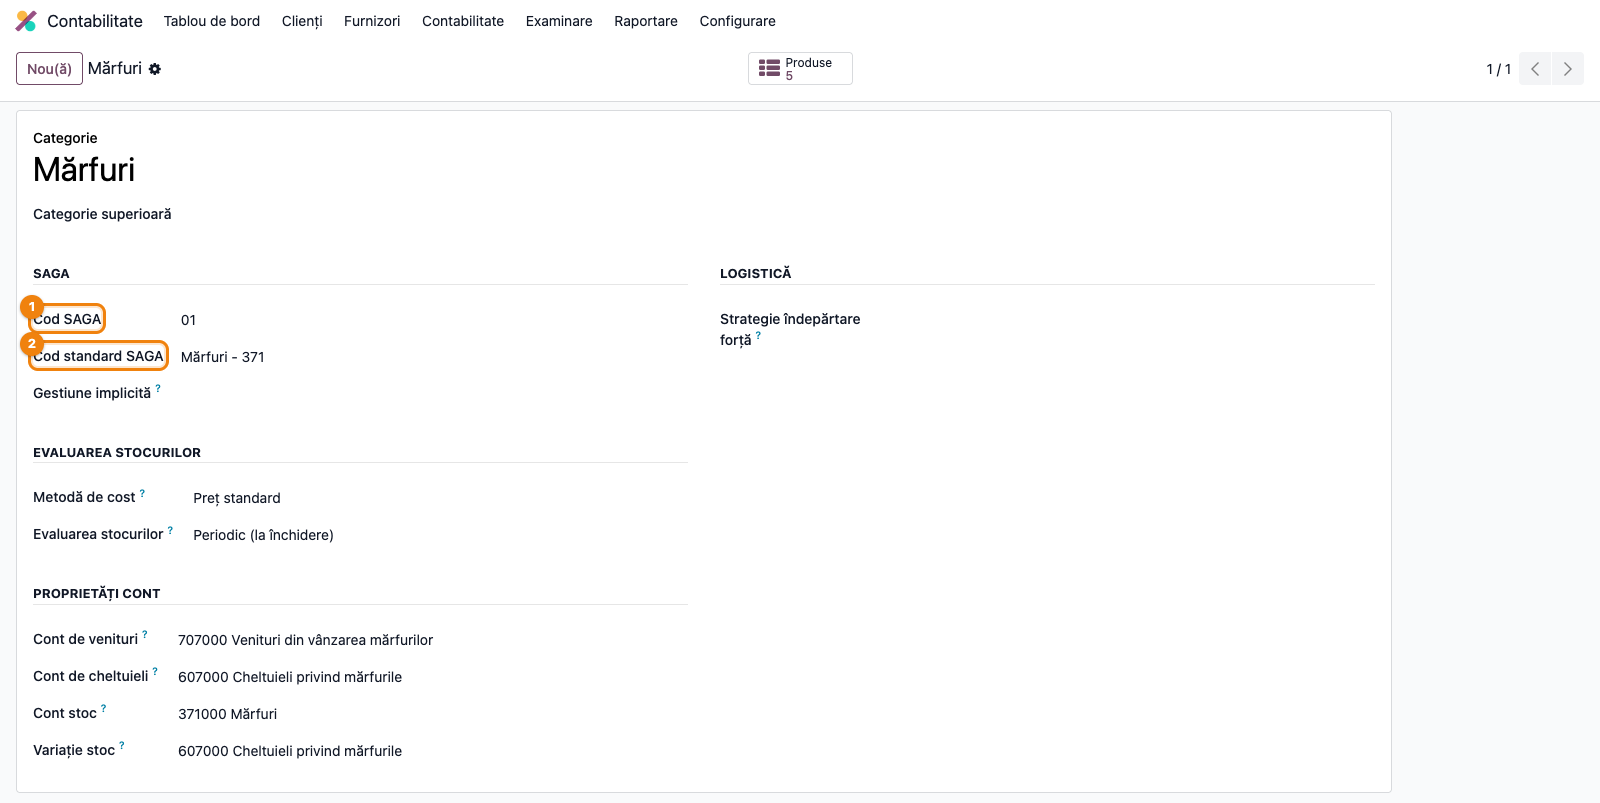 Contabilitate Tablou de bord Clienți Furnizori Contabilitate Examinare Raportare Configurare
Nou(ă) Mărfuri Produse 5 1 / 1
Categorie
Mărfuri
Categorie superioară
SAGA
1
Cod SAGA 01
2
Cod standard SAGA Mărfuri - 371
Gestiune implicită ?
LOGISTICĂ
Strategie îndepărtare
forță ?
EVALUAREA STOCURILOR
Metodă de cost ? Preț standard
Evaluarea stocurilor ? Periodic (la închidere)
PROPRIETĂȚI CONT
Cont de venituri ? 707000 Venituri din vânzarea mărfurilor
Cont de cheltuieli ? 607000 Cheltuieli privind mărfurile
Cont stoc ? 371000 Mărfuri
Variație stoc ? 607000 Cheltuieli privind mărfurile